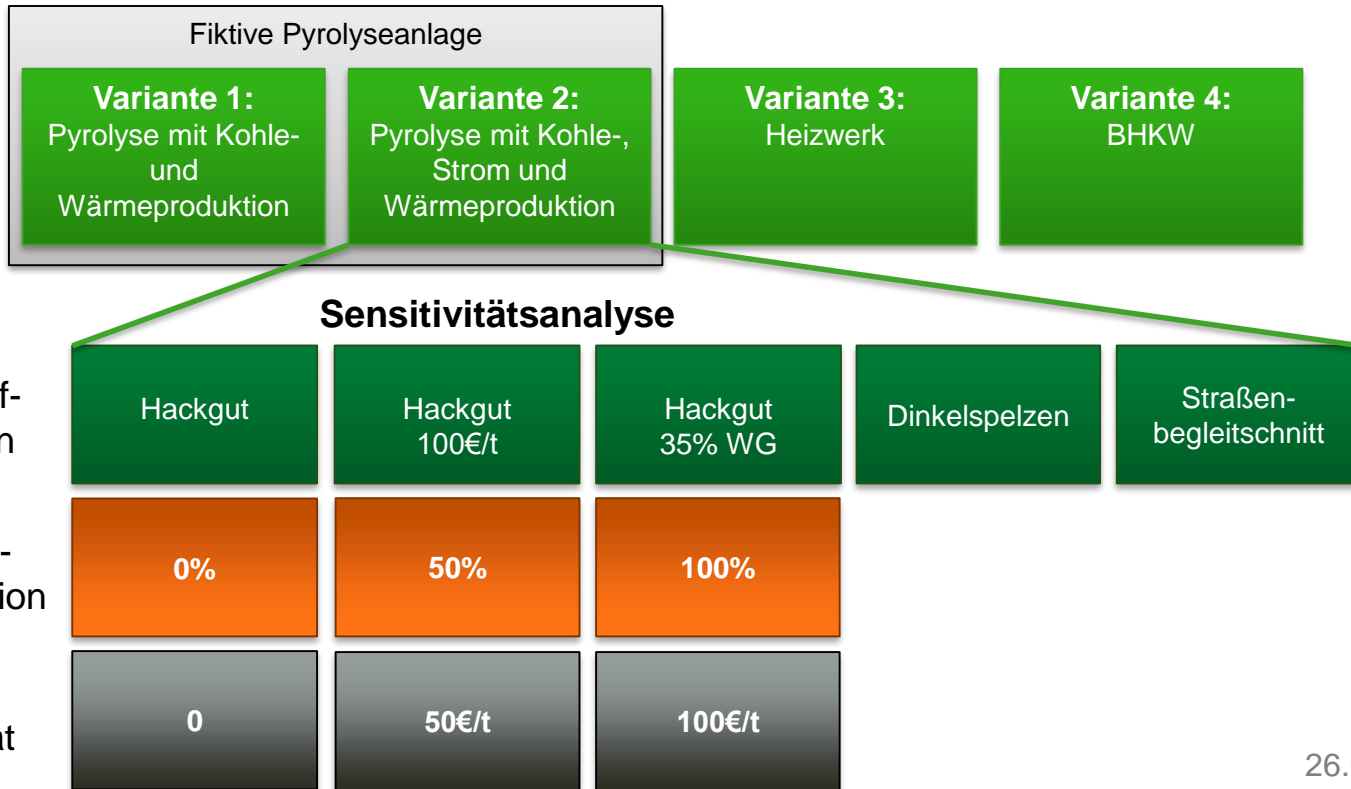 Fiktive Pyrolyseanlage
Variante 1:
Pyrolyse mit Kohle-
und
Wärmeproduktion
Variante 2:
Pyrolyse mit Kohle-,
Strom und
Wärmeproduktion
Variante 3:
Heizwerk
Variante 4:
BHKW
Sensitivitätsanalyse
f-
n
Hackgut
Hackgut
100€/t
Hackgut
35% WG
Dinkelspelzen
Straßen-
begleitschnitt
-
ion
0%
50%
100%
at
0
50€/t
100€/t
26.